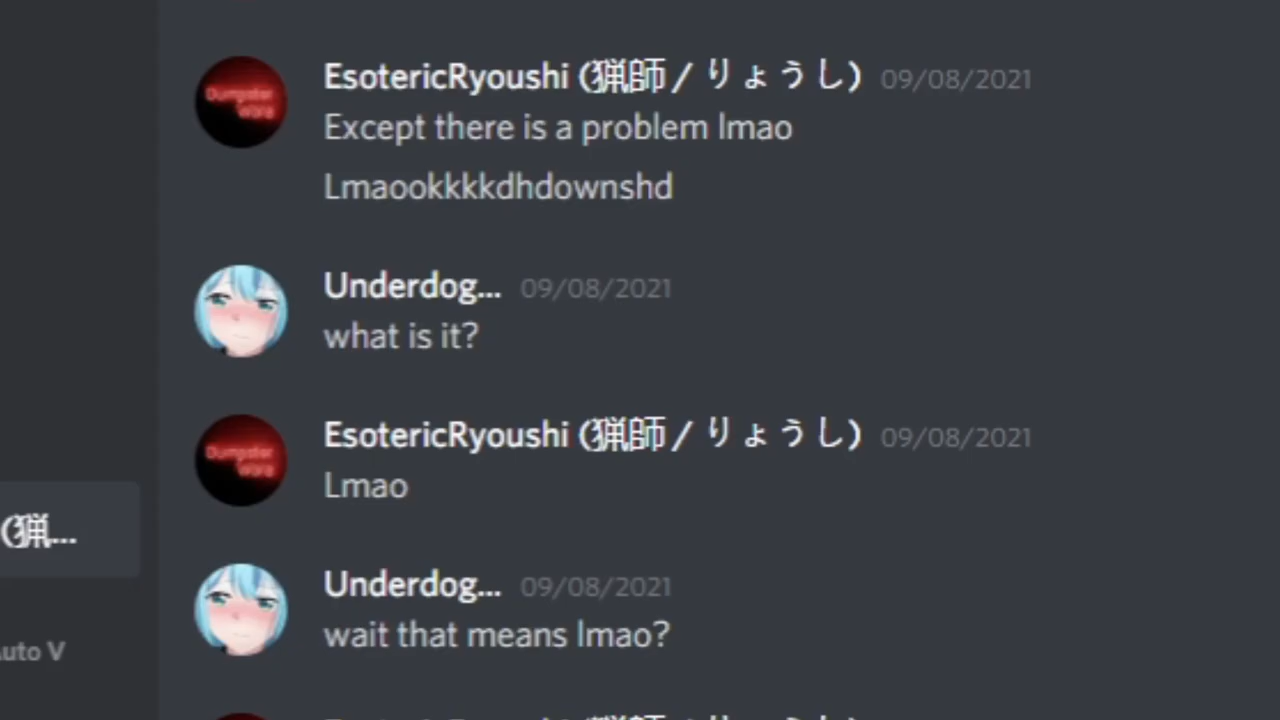 EsotericRyoushi (猟師 / りょうし) 09/08/2021
Except there is a problem lmao
Lmaookkkkdhdownshd
Underdog... 09/08/2021
what is it?
EsotericRyoushi (猟師 / りょうし) 09/08/2021
Lmao
(猟...
Underdog... 09/08/2021
wait that means lmao?
Auto V